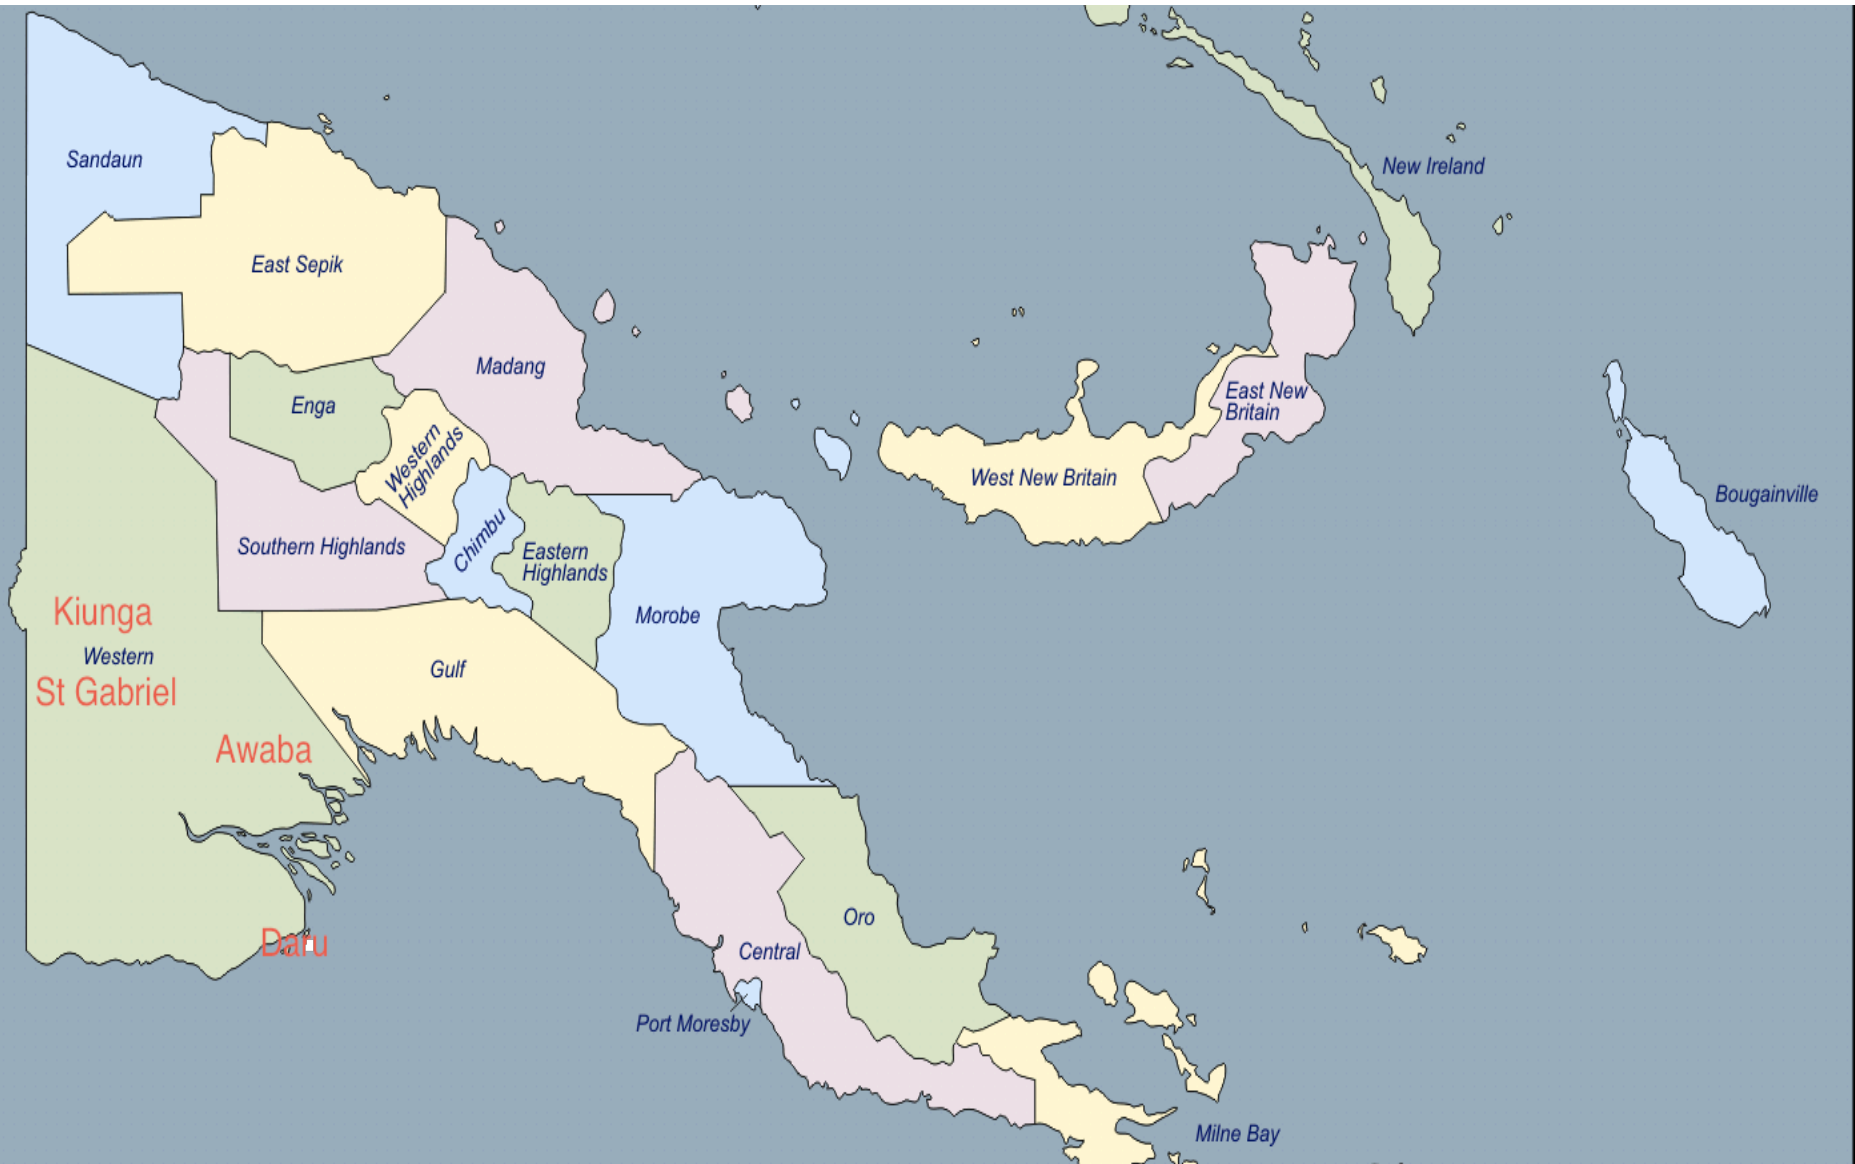 Sandaun
New Ireland
East Sepik
Madang
Enga
East New
Britain
Western
Highlands
West New Britain
Bougainville
Chimbu
Southern Highlands
Eastern
Highlands
Kiunga
Morobe
Western
Gulf
St Gabriel
Awaba
Oro
Daru
Central
Port Moresby
Milne Bay